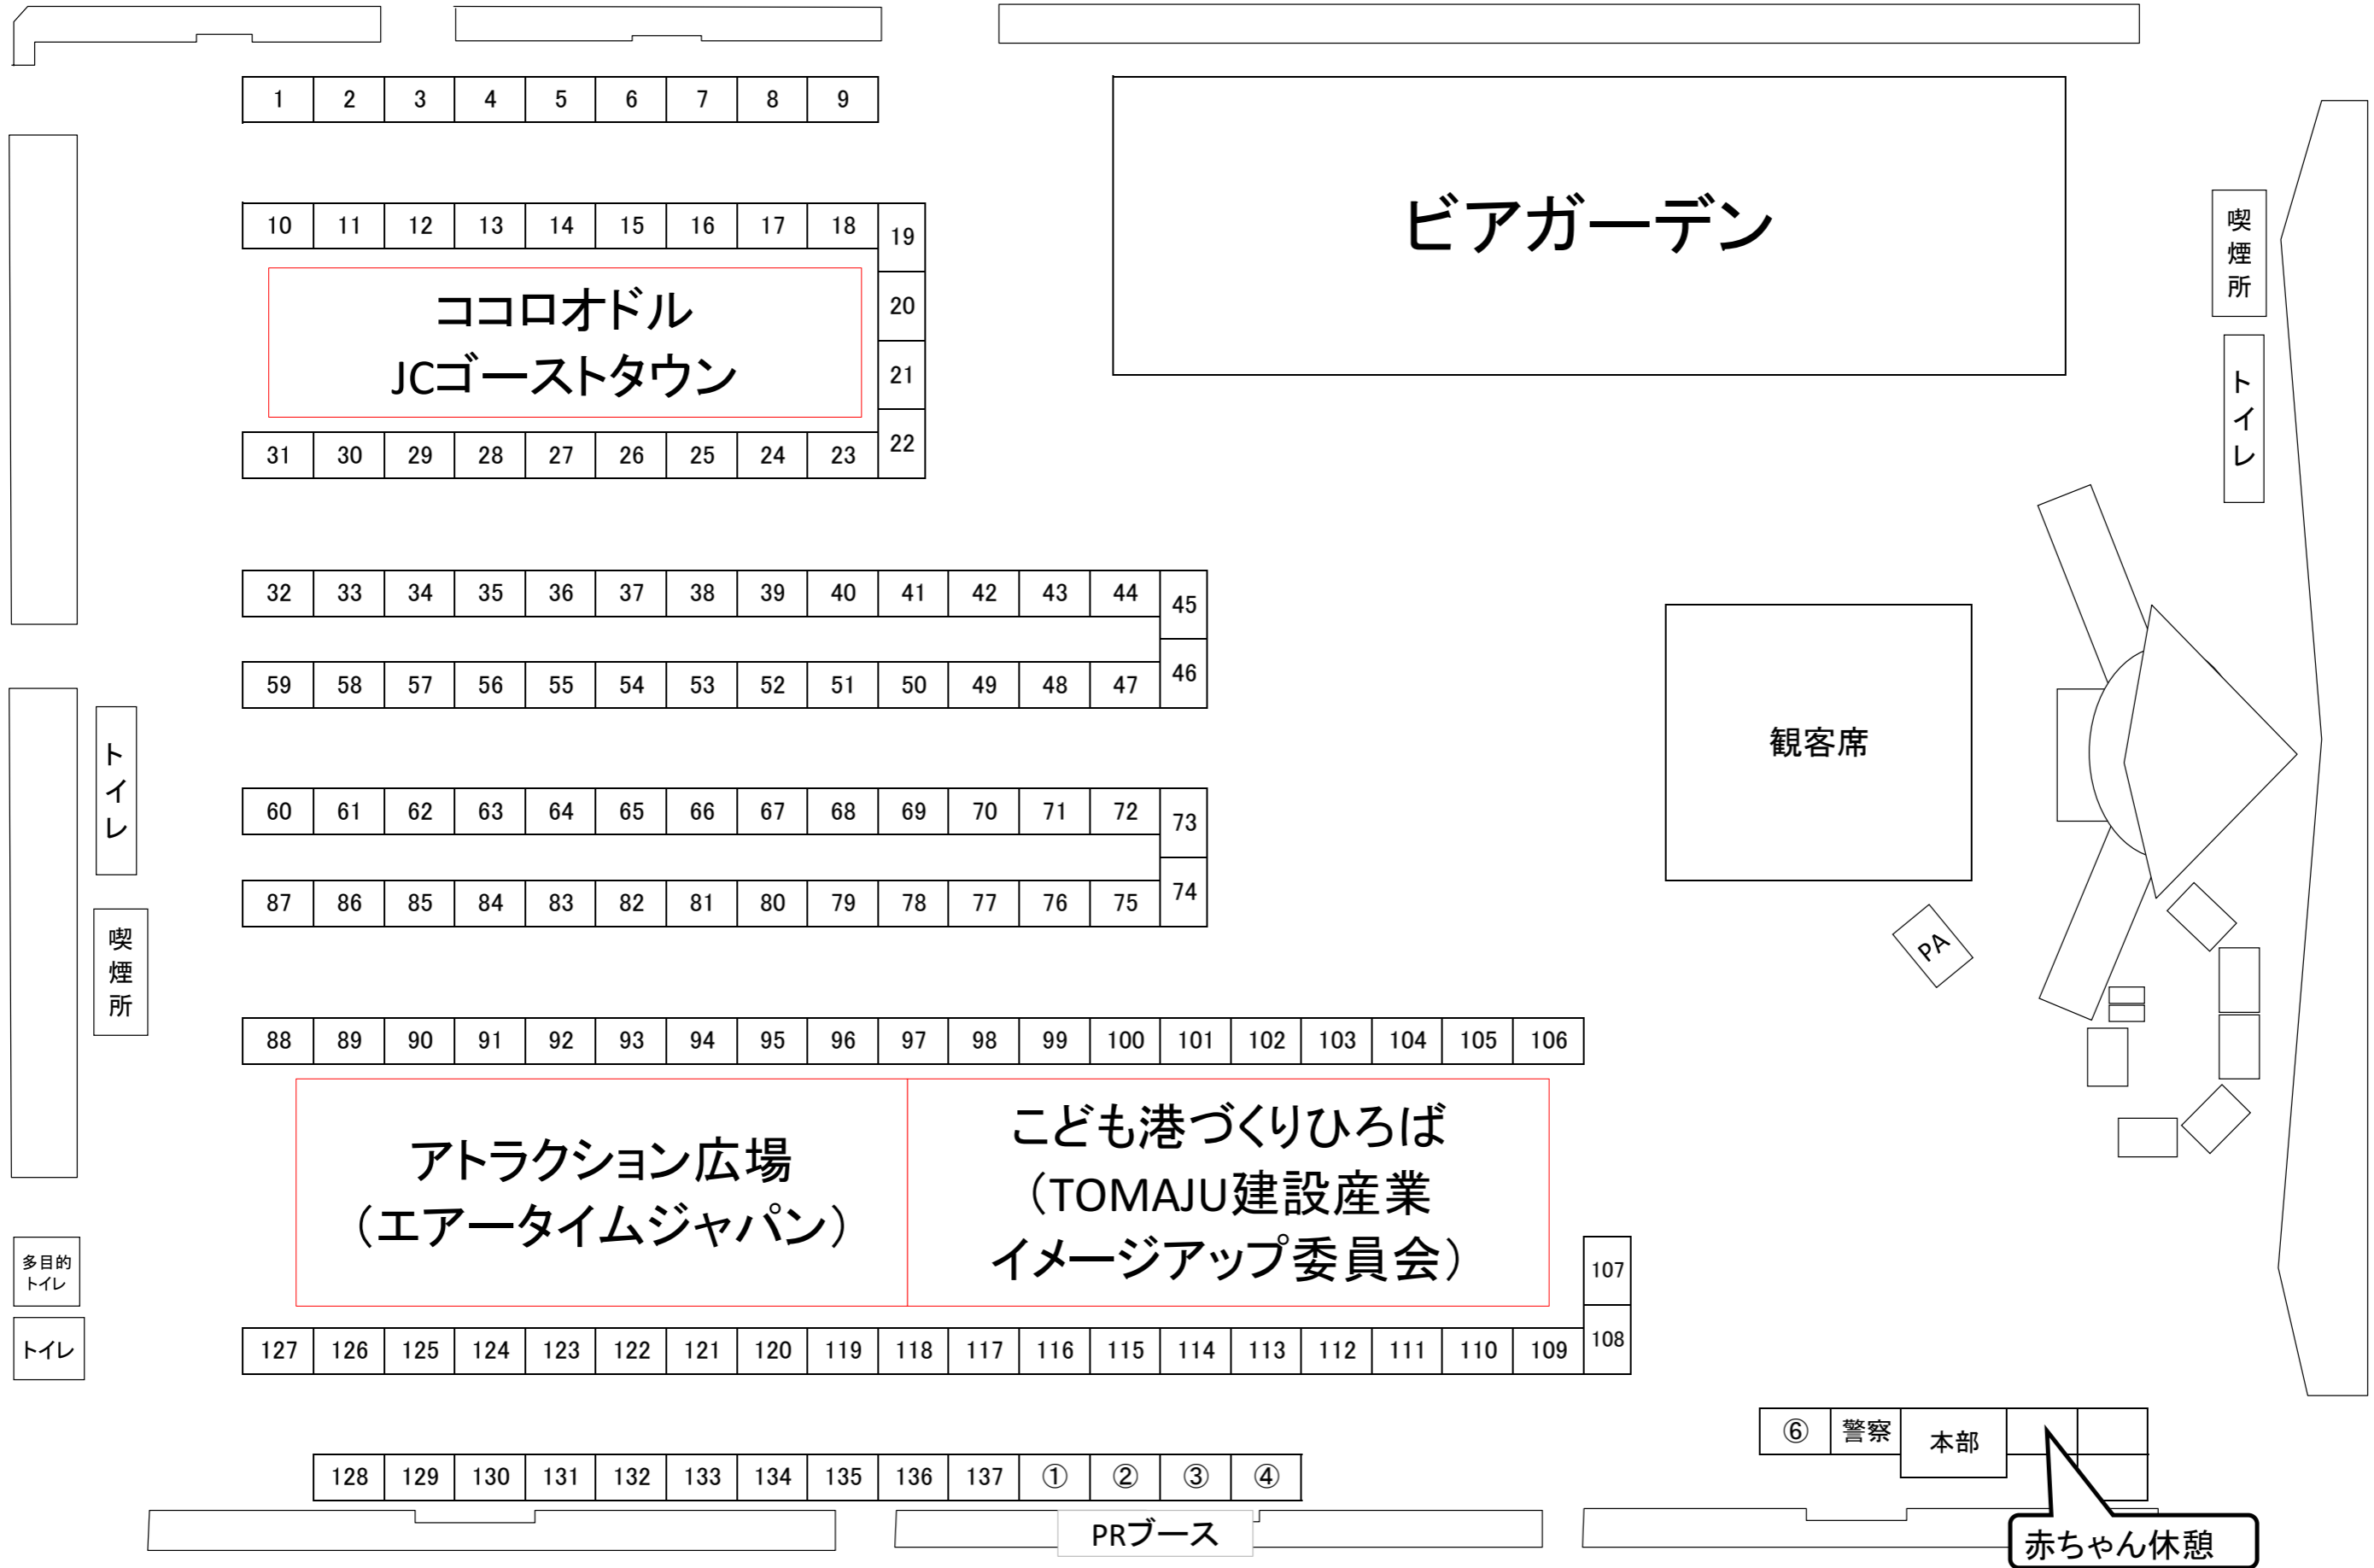 1 2 3 4 5 6 7 8 9
ビアガーデン
10 11 12 13 14 15 16 17 18
19
20
21
22
ココロオドル
JCゴーストタウン
31 30 29 28 27 26 25 24 23
喫煙所
トイレ
32 33 34 35 36 37 38 39 40 41 42 43 44
45
46
59 58 57 56 55 54 53 52 51 50 49 48 47
観客席
トイレ
60 61 62 63 64 65 66 67 68 69 70 71 72
73
74
87 86 85 84 83 82 81 80 79 78 77 76 75
喫煙所
PA
88 89 90 91 92 93 94 95 96 97 98 99 100 101 102 103 104 105 106
アトラクション広場
(エアータイムジャパン)
こども港づくりひろば
(TOMAJU建設産業
イメージアップ委員会)
107
108
多目的
トイレ
トイレ
127 126 125 124 123 122 121 120 119 118 117 116 115 114 113 112 111 110 109
⑥ 警察 本部
128 129 130 131 132 133 134 135 136 137 ① ② ③ ④
PRブース
赤ちゃん休憩